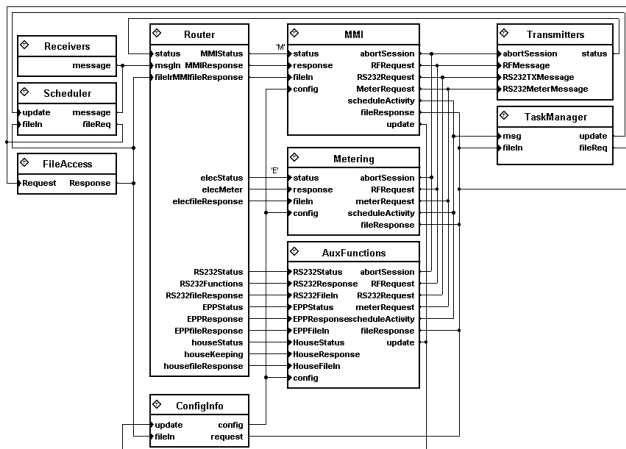 Receivers
message
Scheduler
update message
fileIn fileReq
FileAccess
Request Response
Router
status MMIStatus
msgIn MMIResponse
fileIn MMIfileResponse
elecStatus
elecMeter
elecfileResponse
RS232Status
RS232Functions
RS232fileResponse
EPPStatus
EPPResponse
EPPfileResponse
houseStatus
houseKeeping
housefileResponse
ConfigInfo
update config
fileIn request
'M'
MMI
status abortSession
response RFRequest
fileIn RS232Request
config MeterRequest
scheduleActivity
fileResponse
update
'E'
Metering
status abortSession
response RFRequest
fileIn meterRequest
config scheduleActivity
fileResponse
AuxFunctions
RS232Status abortSession
RS232Response RFRequest
RS232FileIn RS232Request
EPPStatus meterRequest
EPPResponse scheduleActivity
EPPFileIn fileResponse
HouseStatus update
HouseResponse
HouseFileIn
config
Transmitters
abortSession status
RFMessage
RS232TXMessage
RS232MeterMessage
TaskManager
msg update
fileIn fileReq